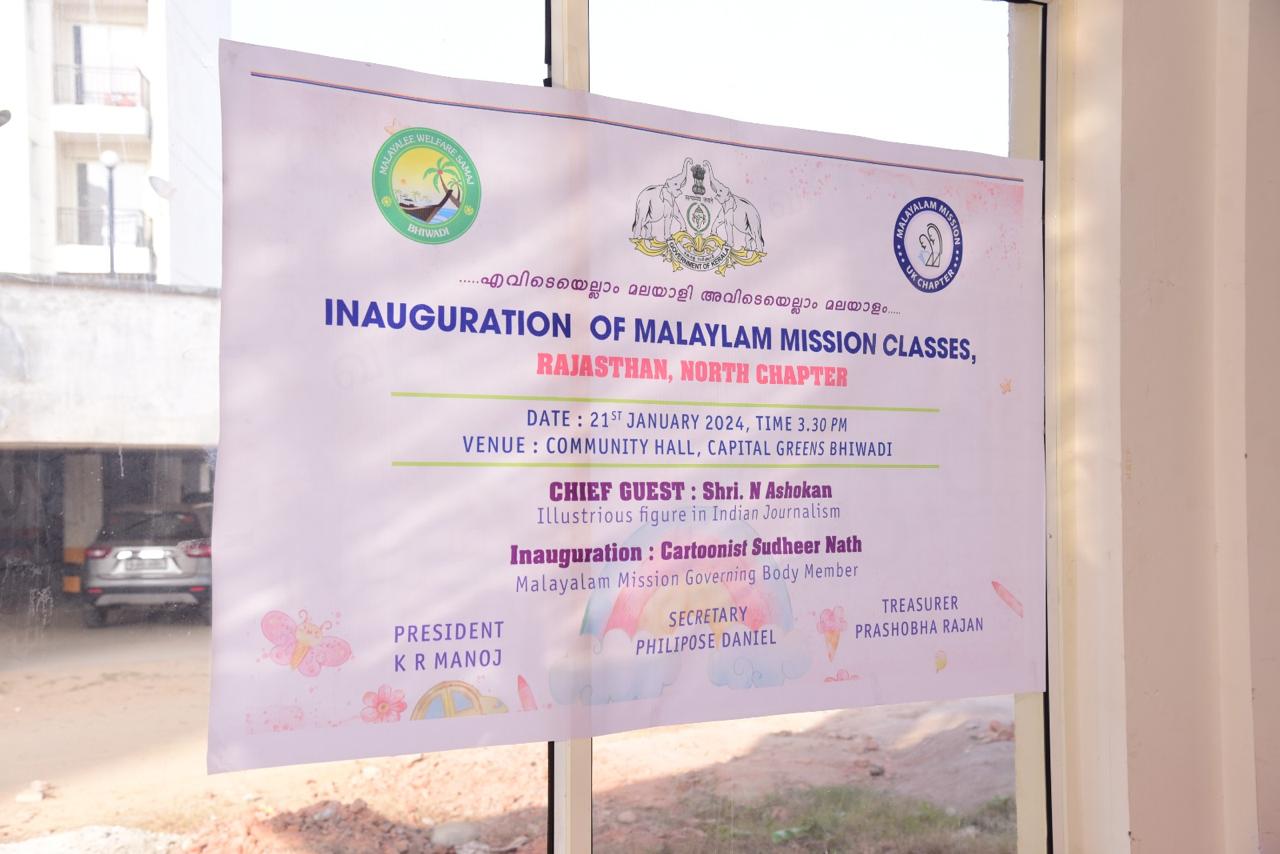 MALAYALEE WELFARE SAMAJ
BHIWADI
GOVERNMENT OF KERALA
MALAYALAM MISSION
UK CHAPTER
.....എവിടെയെല്ലാം മലയാളി അവിടെയെല്ലാം മലയാളം.....
INAUGURATION OF MALAYLAM MISSION CLASSES,
RAJASTHAN, NORTH CHAPTER
DATE : 21ST JANUARY 2024, TIME 3.30 PM
VENUE : COMMUNITY HALL, CAPITAL GREENS BHIWADI
CHIEF GUEST : Shri. N Ashokan
Illustrious figure in Indian Journalism
Inauguration : Cartoonist Sudheer Nath
Malayalam Mission Governing Body Member
PRESIDENT
K R MANOJ
SECRETARY
PHILIPOSE DANIEL
TREASURER
PRASHOBHA RAJAN